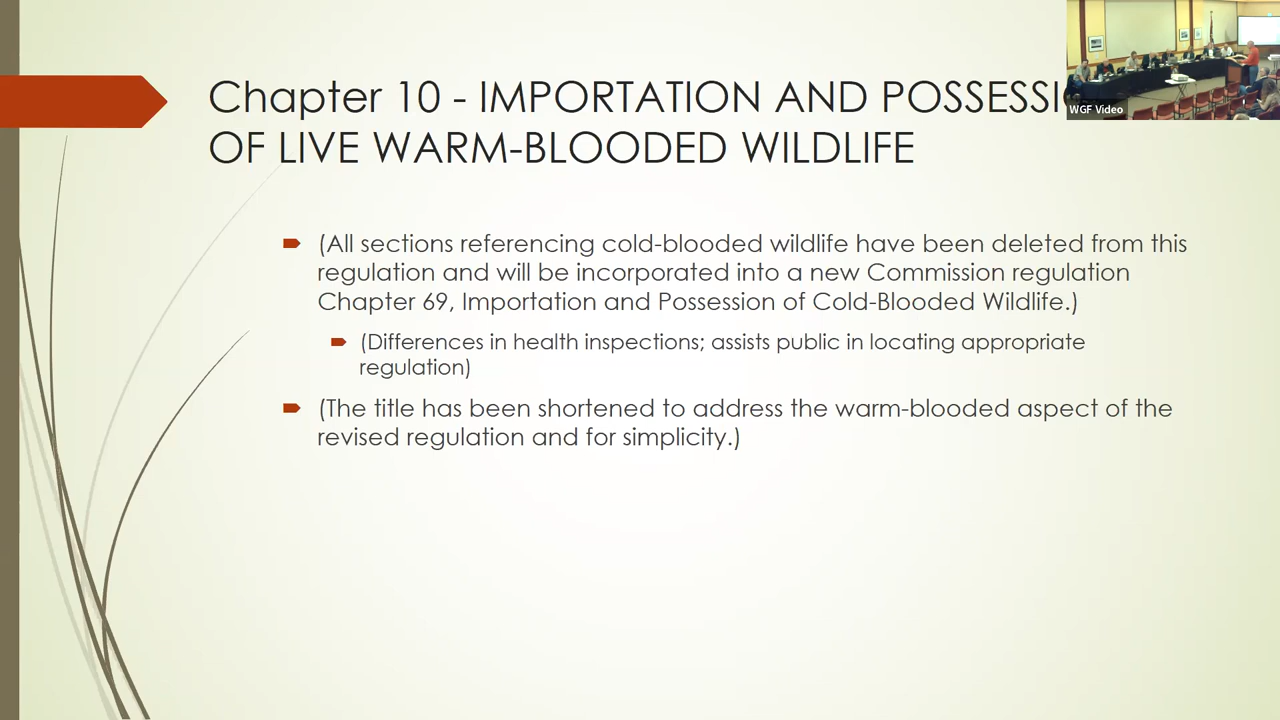 Chapter 10 - IMPORTATION AND POSSESSI
OF LIVE WARM-BLOODED WILDLIFE
WGF Video
(All sections referencing cold-blooded wildlife have been deleted from this
regulation and will be incorporated into a new Commission regulation
Chapter 69, Importation and Possession of Cold-Blooded Wildlife.)
(Differences in health inspections; assists public in locating appropriate
regulation)
(The title has been shortened to address the warm-blooded aspect of the
revised regulation and for simplicity.)